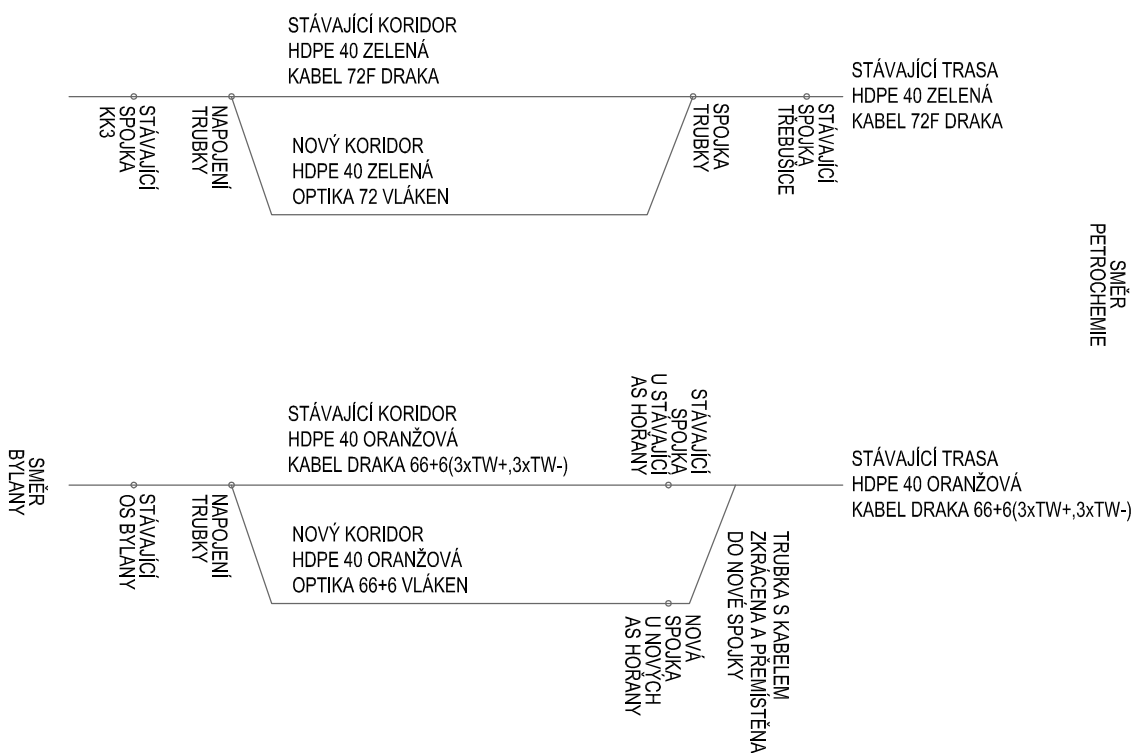 STÁVAJÍCÍ KORIDOR
HDPE 40 ZELENÁ
KABEL 72F DRAKA
STÁVAJÍCÍ TRASA
HDPE 40 ZELENÁ
KABEL 72F DRAKA
STÁVAJÍCÍ
SPOJKA
KK3
NAPOJENÍ
TRUBKY
NOVÝ KORIDOR
HDPE 40 ZELENÁ
OPTIKA 72 VLÁKEN
SPOJKA
TRUBKY
STÁVAJÍCÍ
SPOJKA
TŘEBUŠICE
SMĚR
PETROCHEMIE
STÁVAJÍCÍ KORIDOR
HDPE 40 ORANŽOVÁ
KABEL DRAKA 66+6(3xTW+,3xTW-)
STÁVAJÍCÍ
SPOJKA
U STÁVAJÍCÍ
AS HOŘANY
STÁVAJÍCÍ TRASA
HDPE 40 ORANŽOVÁ
KABEL DRAKA 66+6(3xTW+,3xTW-)
SMĚR
BYLANY
STÁVAJÍCÍ
OS BYLANY
NAPOJENÍ
TRUBKY
NOVÝ KORIDOR
HDPE 40 ORANŽOVÁ
OPTIKA 66+6 VLÁKEN
NOVÁ
SPOJKA
U NOVÝCH
AS HOŘANY
TRUBKA S KABELEM
ZKRÁCENA A PŘEMÍSTĚNA
DO NOVÉ SPOJKY